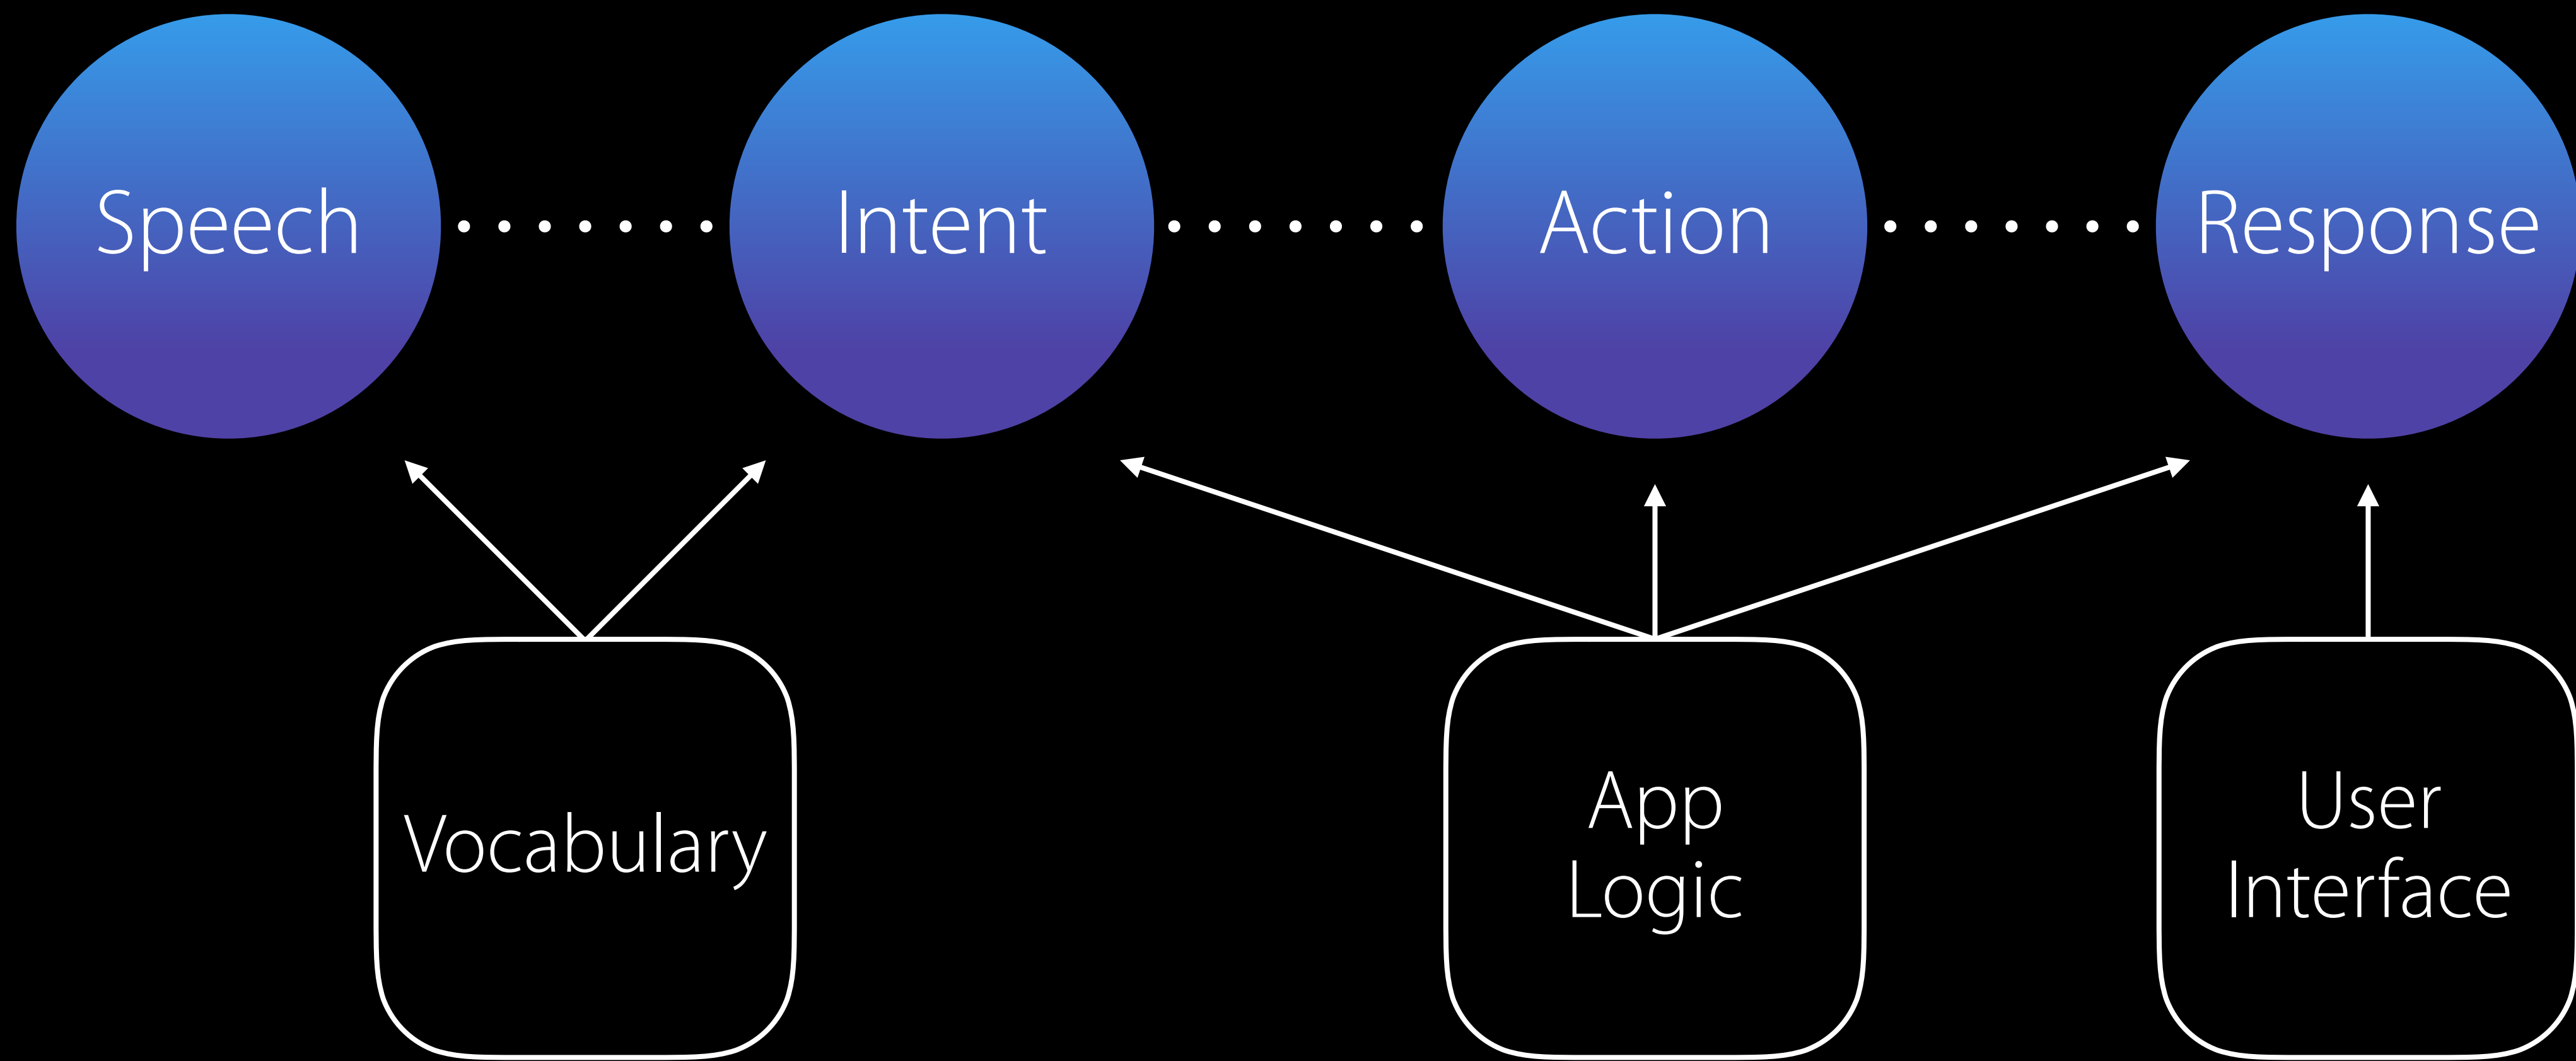 Speech
Intent
Action
Response
Vocabulary
App
Logic
User
Interface